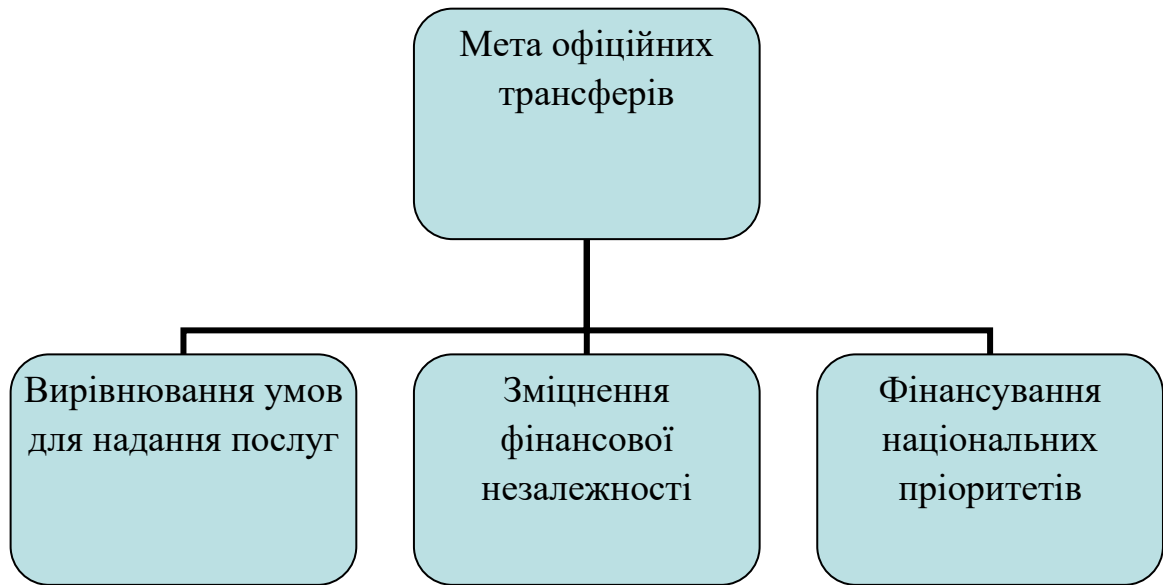 Мета офіційних
трансферів
Вирівнювання умов
для надання послуг
Зміцнення
фінансової
незалежності
Фінансування
національних
пріоритетів